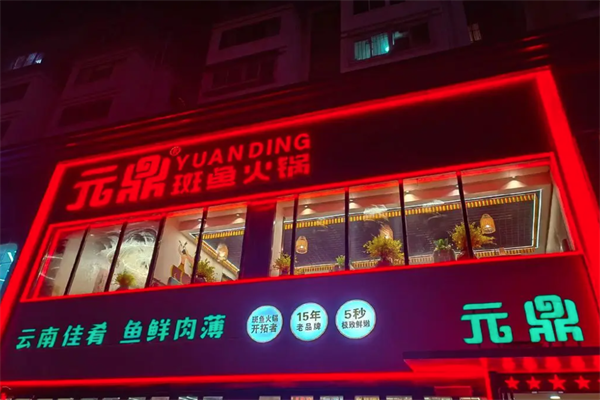 元鼎
YUANDING
斑鱼火锅
云南佳肴 鱼鲜肉薄
斑鱼火锅
开拓者
15年
老品牌
5秒
极致鲜嫩
元鼎